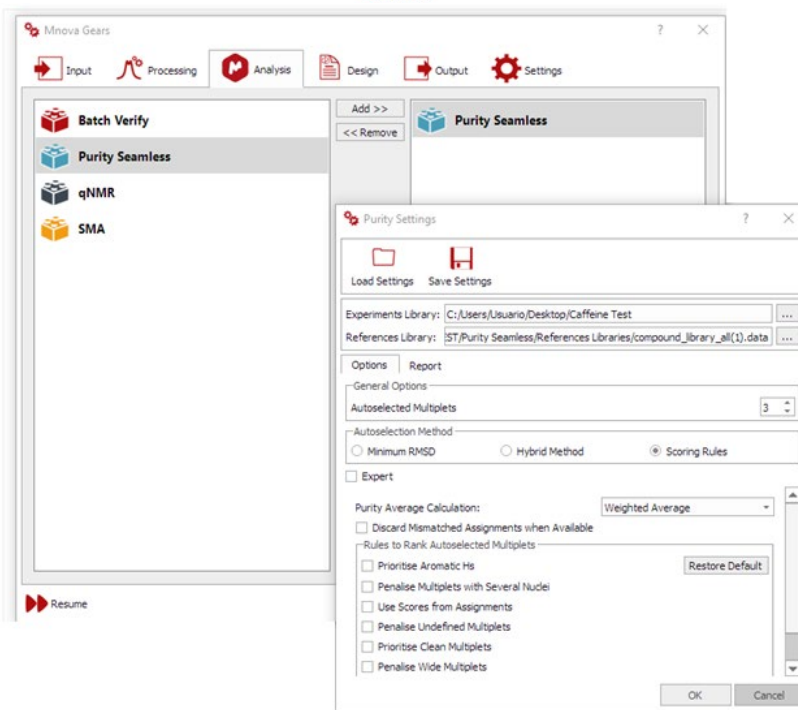 Mnova Gears
Input Processing Analysis Design Output Settings
Batch Verify
Purity Seamless
qNMR
SMA
Add >>
<< Remove
Purity Seamless
Resume
Purity Settings
Load Settings Save Settings
Experiments Library: C:/Users/Usuario/Desktop/Caffeine Test ...
References Library: ST/Purity Seamless/References Libraries/compound_library_all(1).data ...
Options Report
General Options
Autoselected Multiplets 3
Autoselection Method
Minimum RMSD Hybrid Method Scoring Rules
Expert
Purity Average Calculation: Weighted Average
Discard Mismatched Assignments when Available
Rules to Rank Autoselected Multiplets
Prioritise Aromatic Hs Restore Default
Penalise Multiplets with Several Nuclei
Use Scores from Assignments
Penalise Undefined Multiplets
Prioritise Clean Multiplets
Penalise Wide Multiplets
OK Cancel